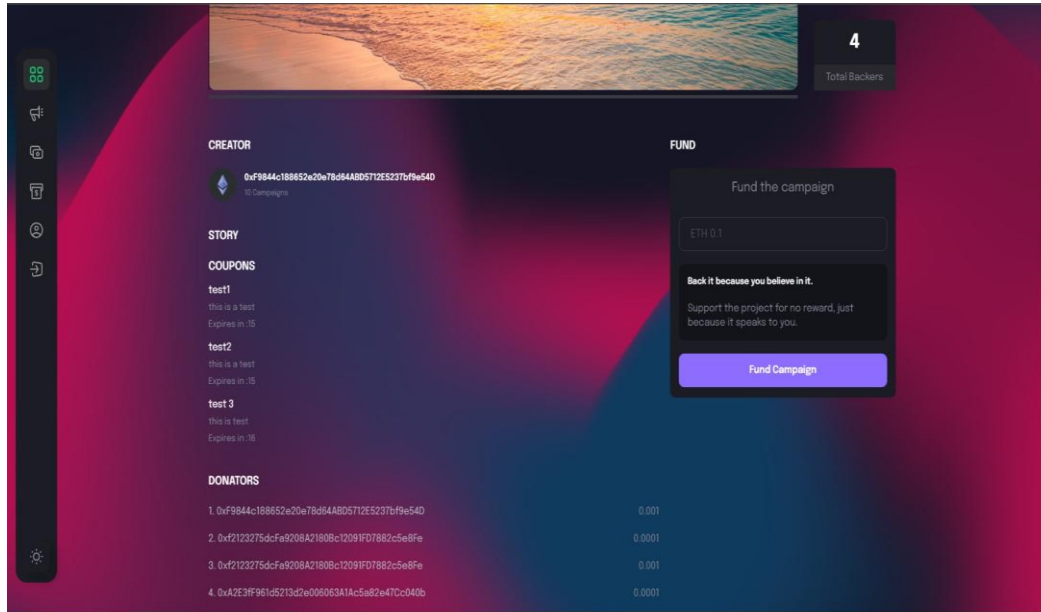 4
Total Backers
CREATOR
FUND
0xF9844c188652e20e78d64ABD5712E5237bf9e54D
10 Campaigns
Fund the campaign
ETH 0.1
STORY
COUPONS
test1
this is a test
Expires in :15
test2
this is a test
Expires in :15
test 3
this is test
Expires in :16
Back it because you believe in it.
Support the project for no reward, just
because it speaks to you.
Fund Campaign
DONATORS
1. 0xF9844c188652e20e78d64ABD5712E5237bf9e54D 0.001
2. 0xf2123275dcFa9208A2180Bc12091FD7882c5e8Fe 0.0001
3. 0xf2123275dcFa9208A2180Bc12091FD7882c5e8Fe 0.001
4. 0xA2E3fF961d5213d2e006063A1Ac5a82e47Cc040b 0.0001